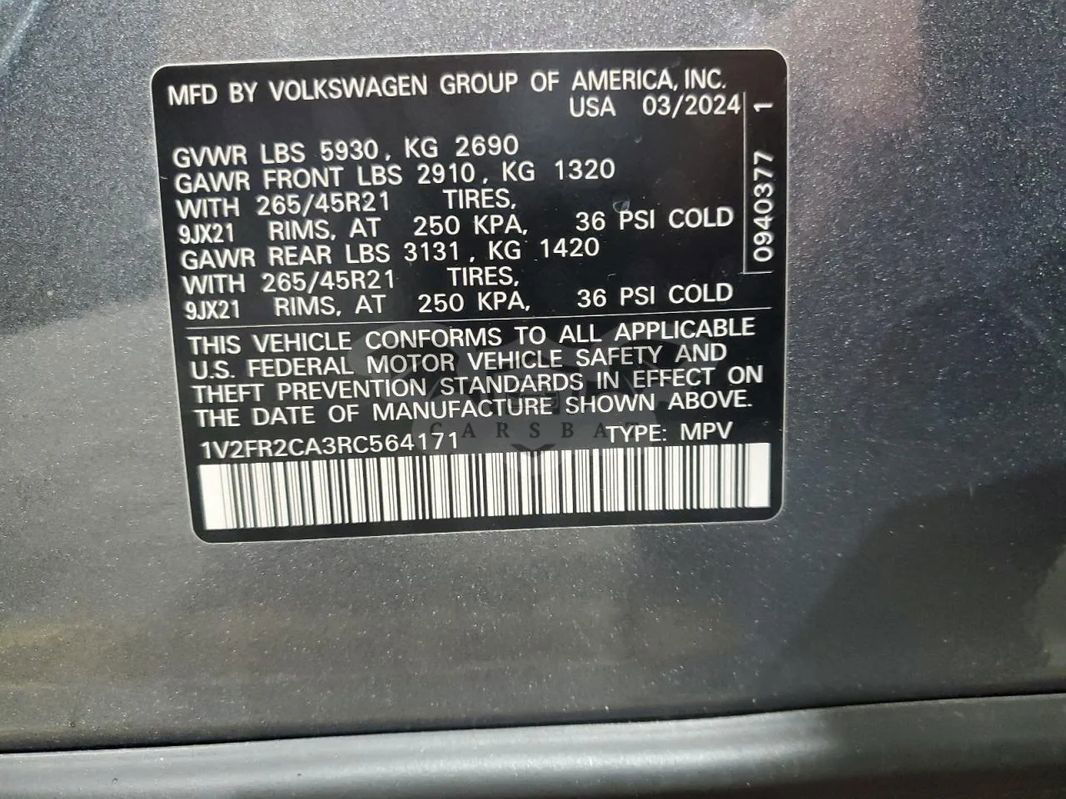 MFD BY VOLKSWAGEN GROUP OF AMERICA, INC.
USA 03/2024
GVWR LBS 5930, KG 2690
GAWR FRONT LBS 2910, KG 1320
WITH 265/45R21 TIRES,
9JX21 RIMS, AT 250 KPA, 36 PSI COLD
GAWR REAR LBS 3131, KG 1420
WITH 265/45R21 TIRES,
9JX21 RIMS, AT 250 KPA, 36 PSI COLD
0940377 1
THIS VEHICLE CONFORMS TO ALL APPLICABLE
U.S. FEDERAL MOTOR VEHICLE SAFETY AND
THEFT PREVENTION STANDARDS IN EFFECT ON
THE DATE OF MANUFACTURE SHOWN ABOVE.
CARSBAZ
1V2FR2CA3RC564171 TYPE: MPV